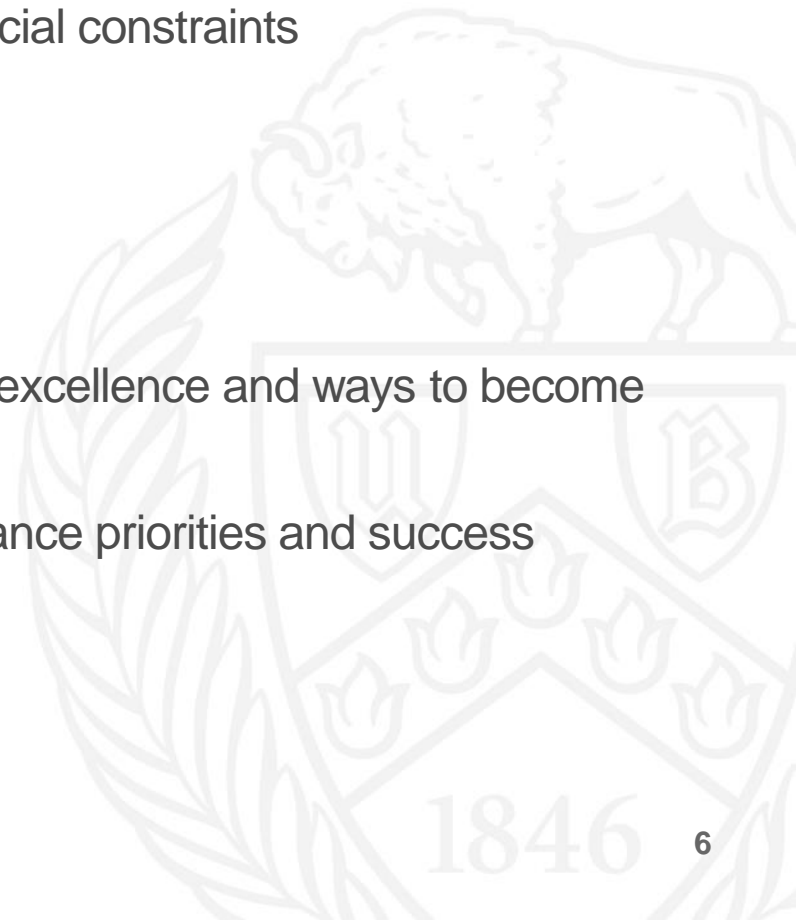 cial constraints
excellence and ways to become
ance priorities and success
U B
1846
6